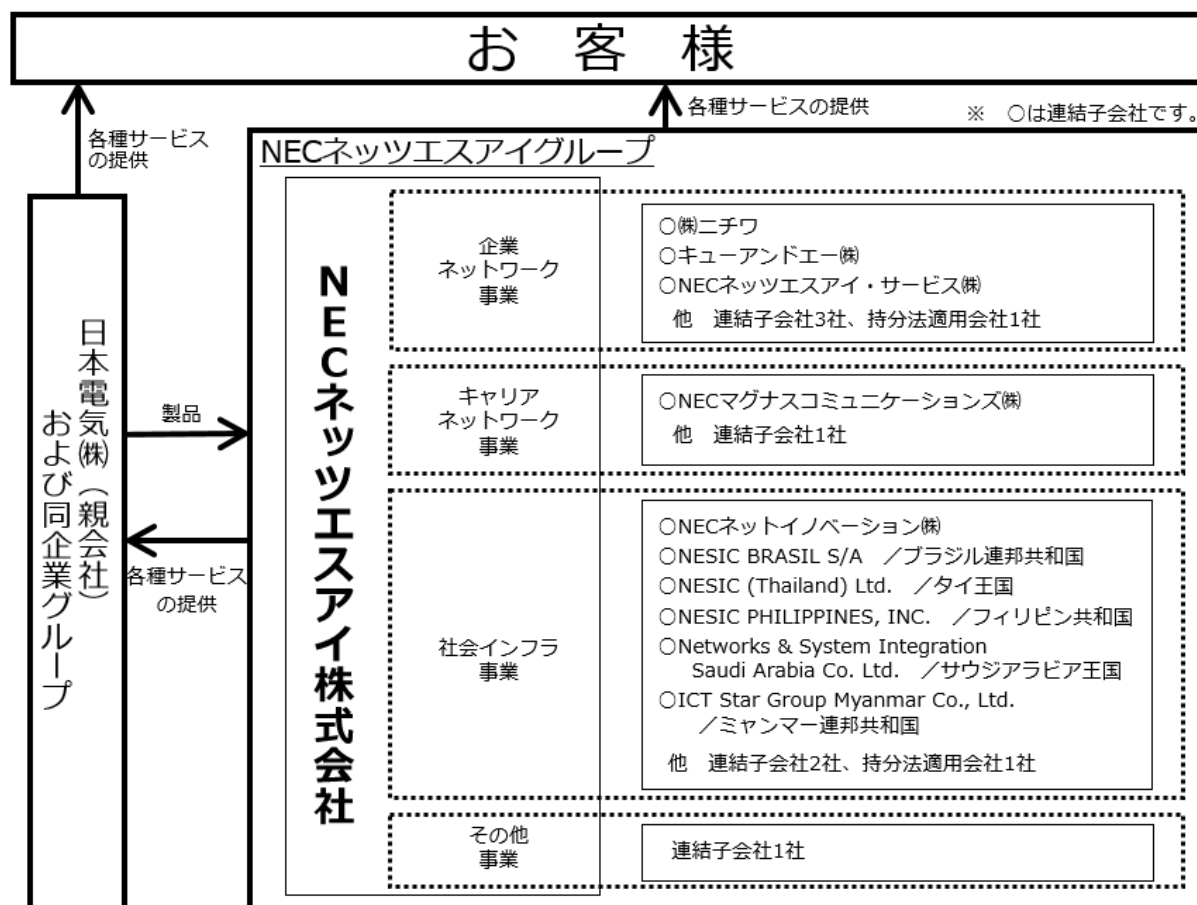 お 客 様
各種サービス
の提供
各種サービスの提供
※ ○は連結子会社です。
日本電気㈱（親会社）
および同企業グループ
製品
各種サービス
の提供
NECネッツエスアイグループ
NECネッツエスアイ株式会社
企業
ネットワーク
事業
○㈱ニチワ
○キューアンドエー㈱
○NECネッツエスアイ・サービス㈱
他 連結子会社3社、持分法適用会社1社
キャリア
ネットワーク
事業
○NECマグナスコミュニケーションズ㈱
他 連結子会社1社
社会インフラ
事業
○NECネットイノベーション㈱
○NESIC BRASIL S/A ／ブラジル連邦共和国
○NESIC (Thailand) Ltd. ／タイ王国
○NESIC PHILIPPINES, INC. ／フィリピン共和国
○Networks & System Integration
Saudi Arabia Co. Ltd. ／サウジアラビア王国
○ICT Star Group Myanmar Co., Ltd.
／ミャンマー連邦共和国
他 連結子会社2社、持分法適用会社1社
その他
事業
連結子会社1社